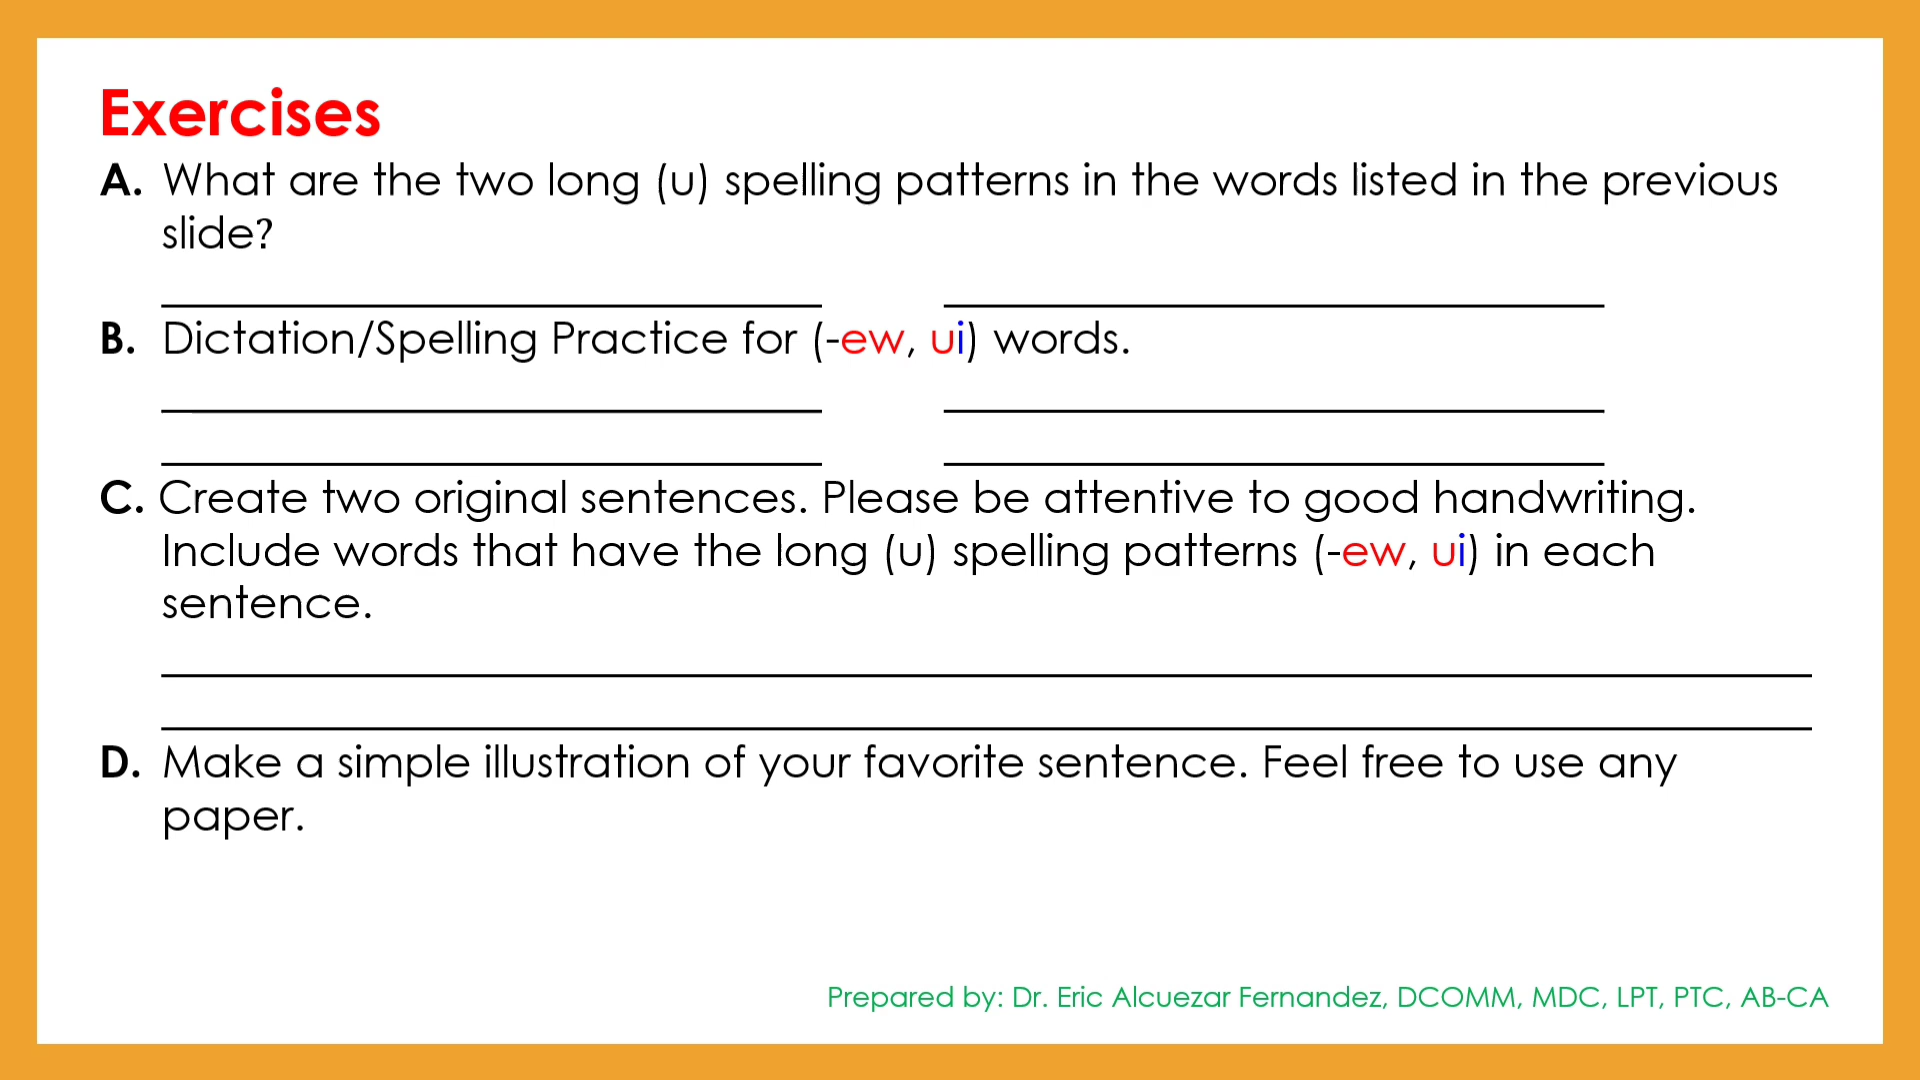 Exercises
A. What are the two long (u) spelling patterns in the words listed in the previous
slide?
B. Dictation/Spelling Practice for (-ew, ui) words.
C. Create two original sentences. Please be attentive to good handwriting.
Include words that have the long (u) spelling patterns (-ew, ui) in each
sentence.
D. Make a simple illustration of your favorite sentence. Feel free to use any
paper.
Prepared by: Dr. Eric Alcuezar Fernandez, DCOMM, MDC, LPT, PTC, AB-CA